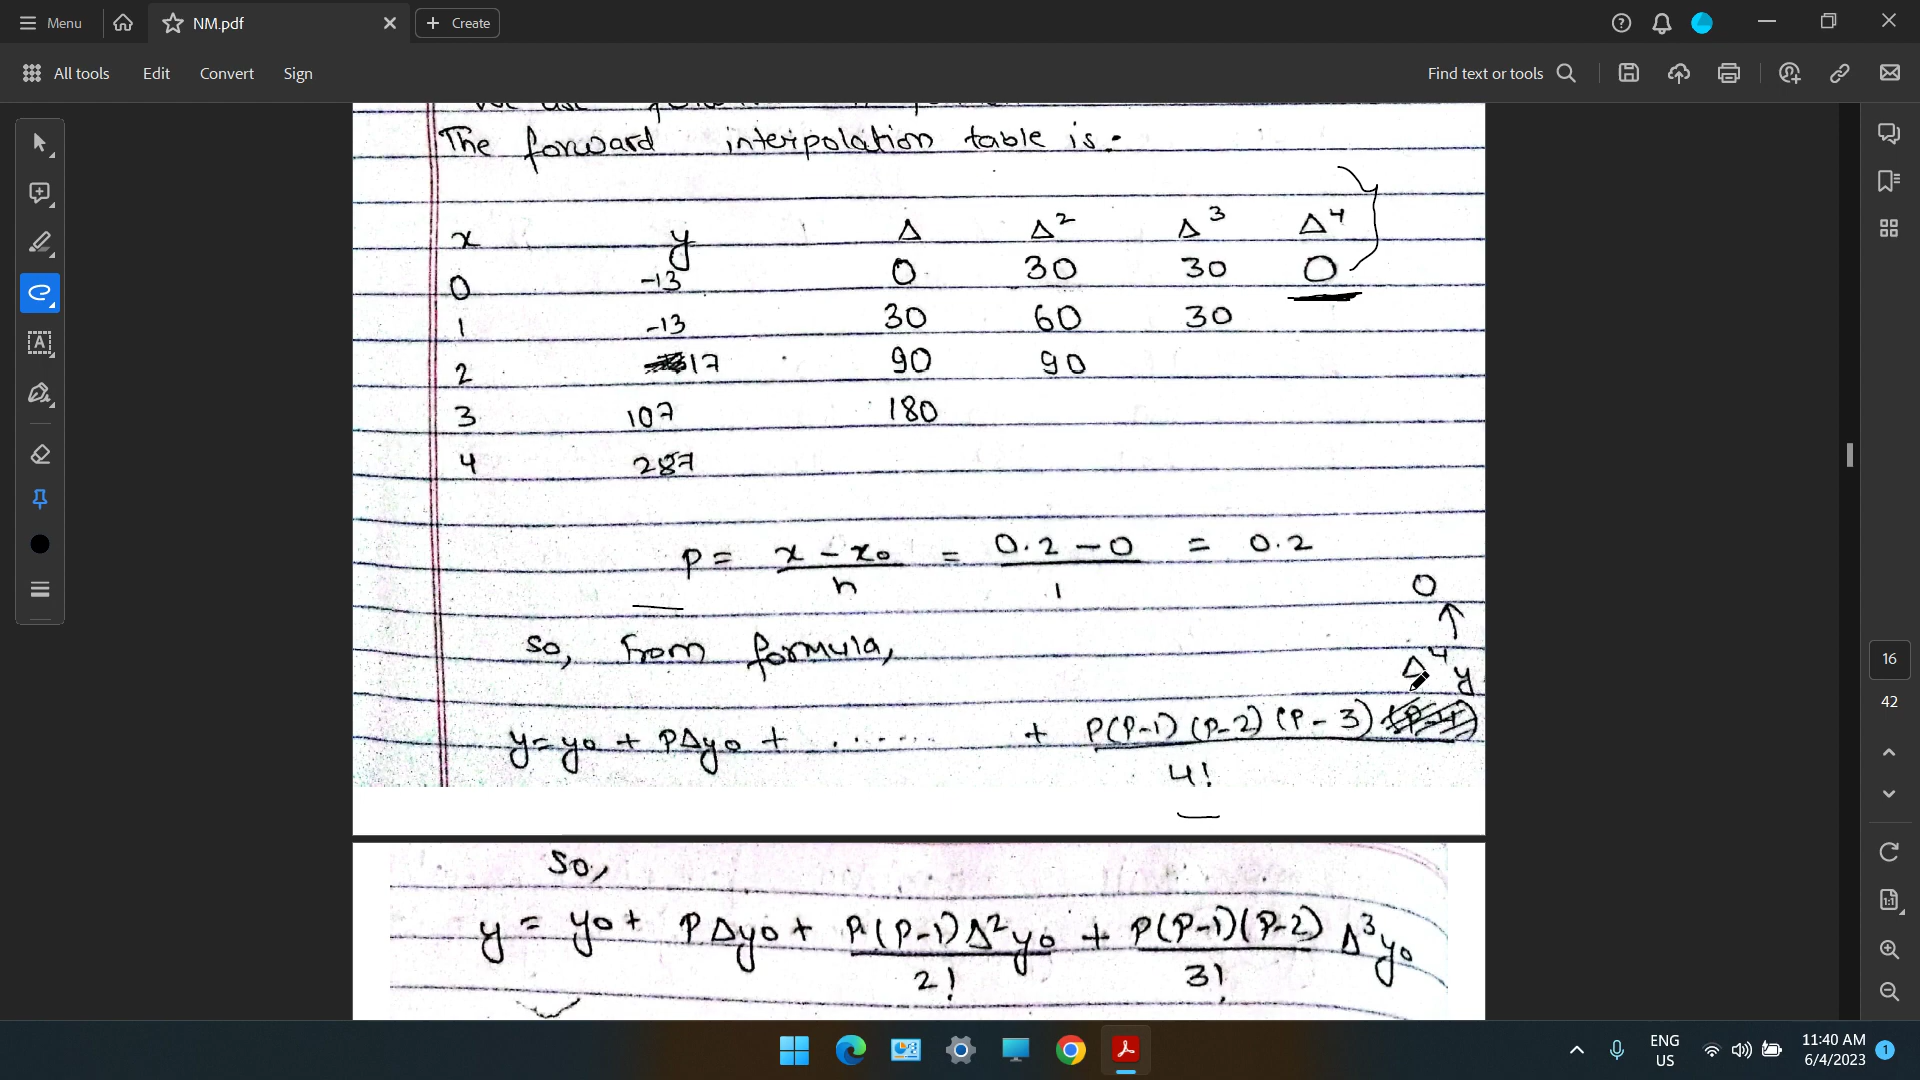 Menu NM.pdf Create
All tools Edit Convert Sign Find text or tools
The forward interpolation table is:
x y Δ Δ² Δ³ Δ⁴
0 -13 0 30 30 0
1 -13 30 60 30
2 17 90 90
3 107 180
4 287
p = x - x₀ / h = 0.2 - 0 / 1 = 0.2
0
↑
So, from formula,
Δ⁴y
y = y₀ + PΔy₀ + ........ + P(P-1)(P-2)(P-3) / 4!
16
42
So,
y = y₀ + PΔy₀ + P(P-1)Δ²y₀ / 2! + P(P-1)(P-2) / 3! Δ³y₀
ENG
US
11:40 AM
6/4/2023
1